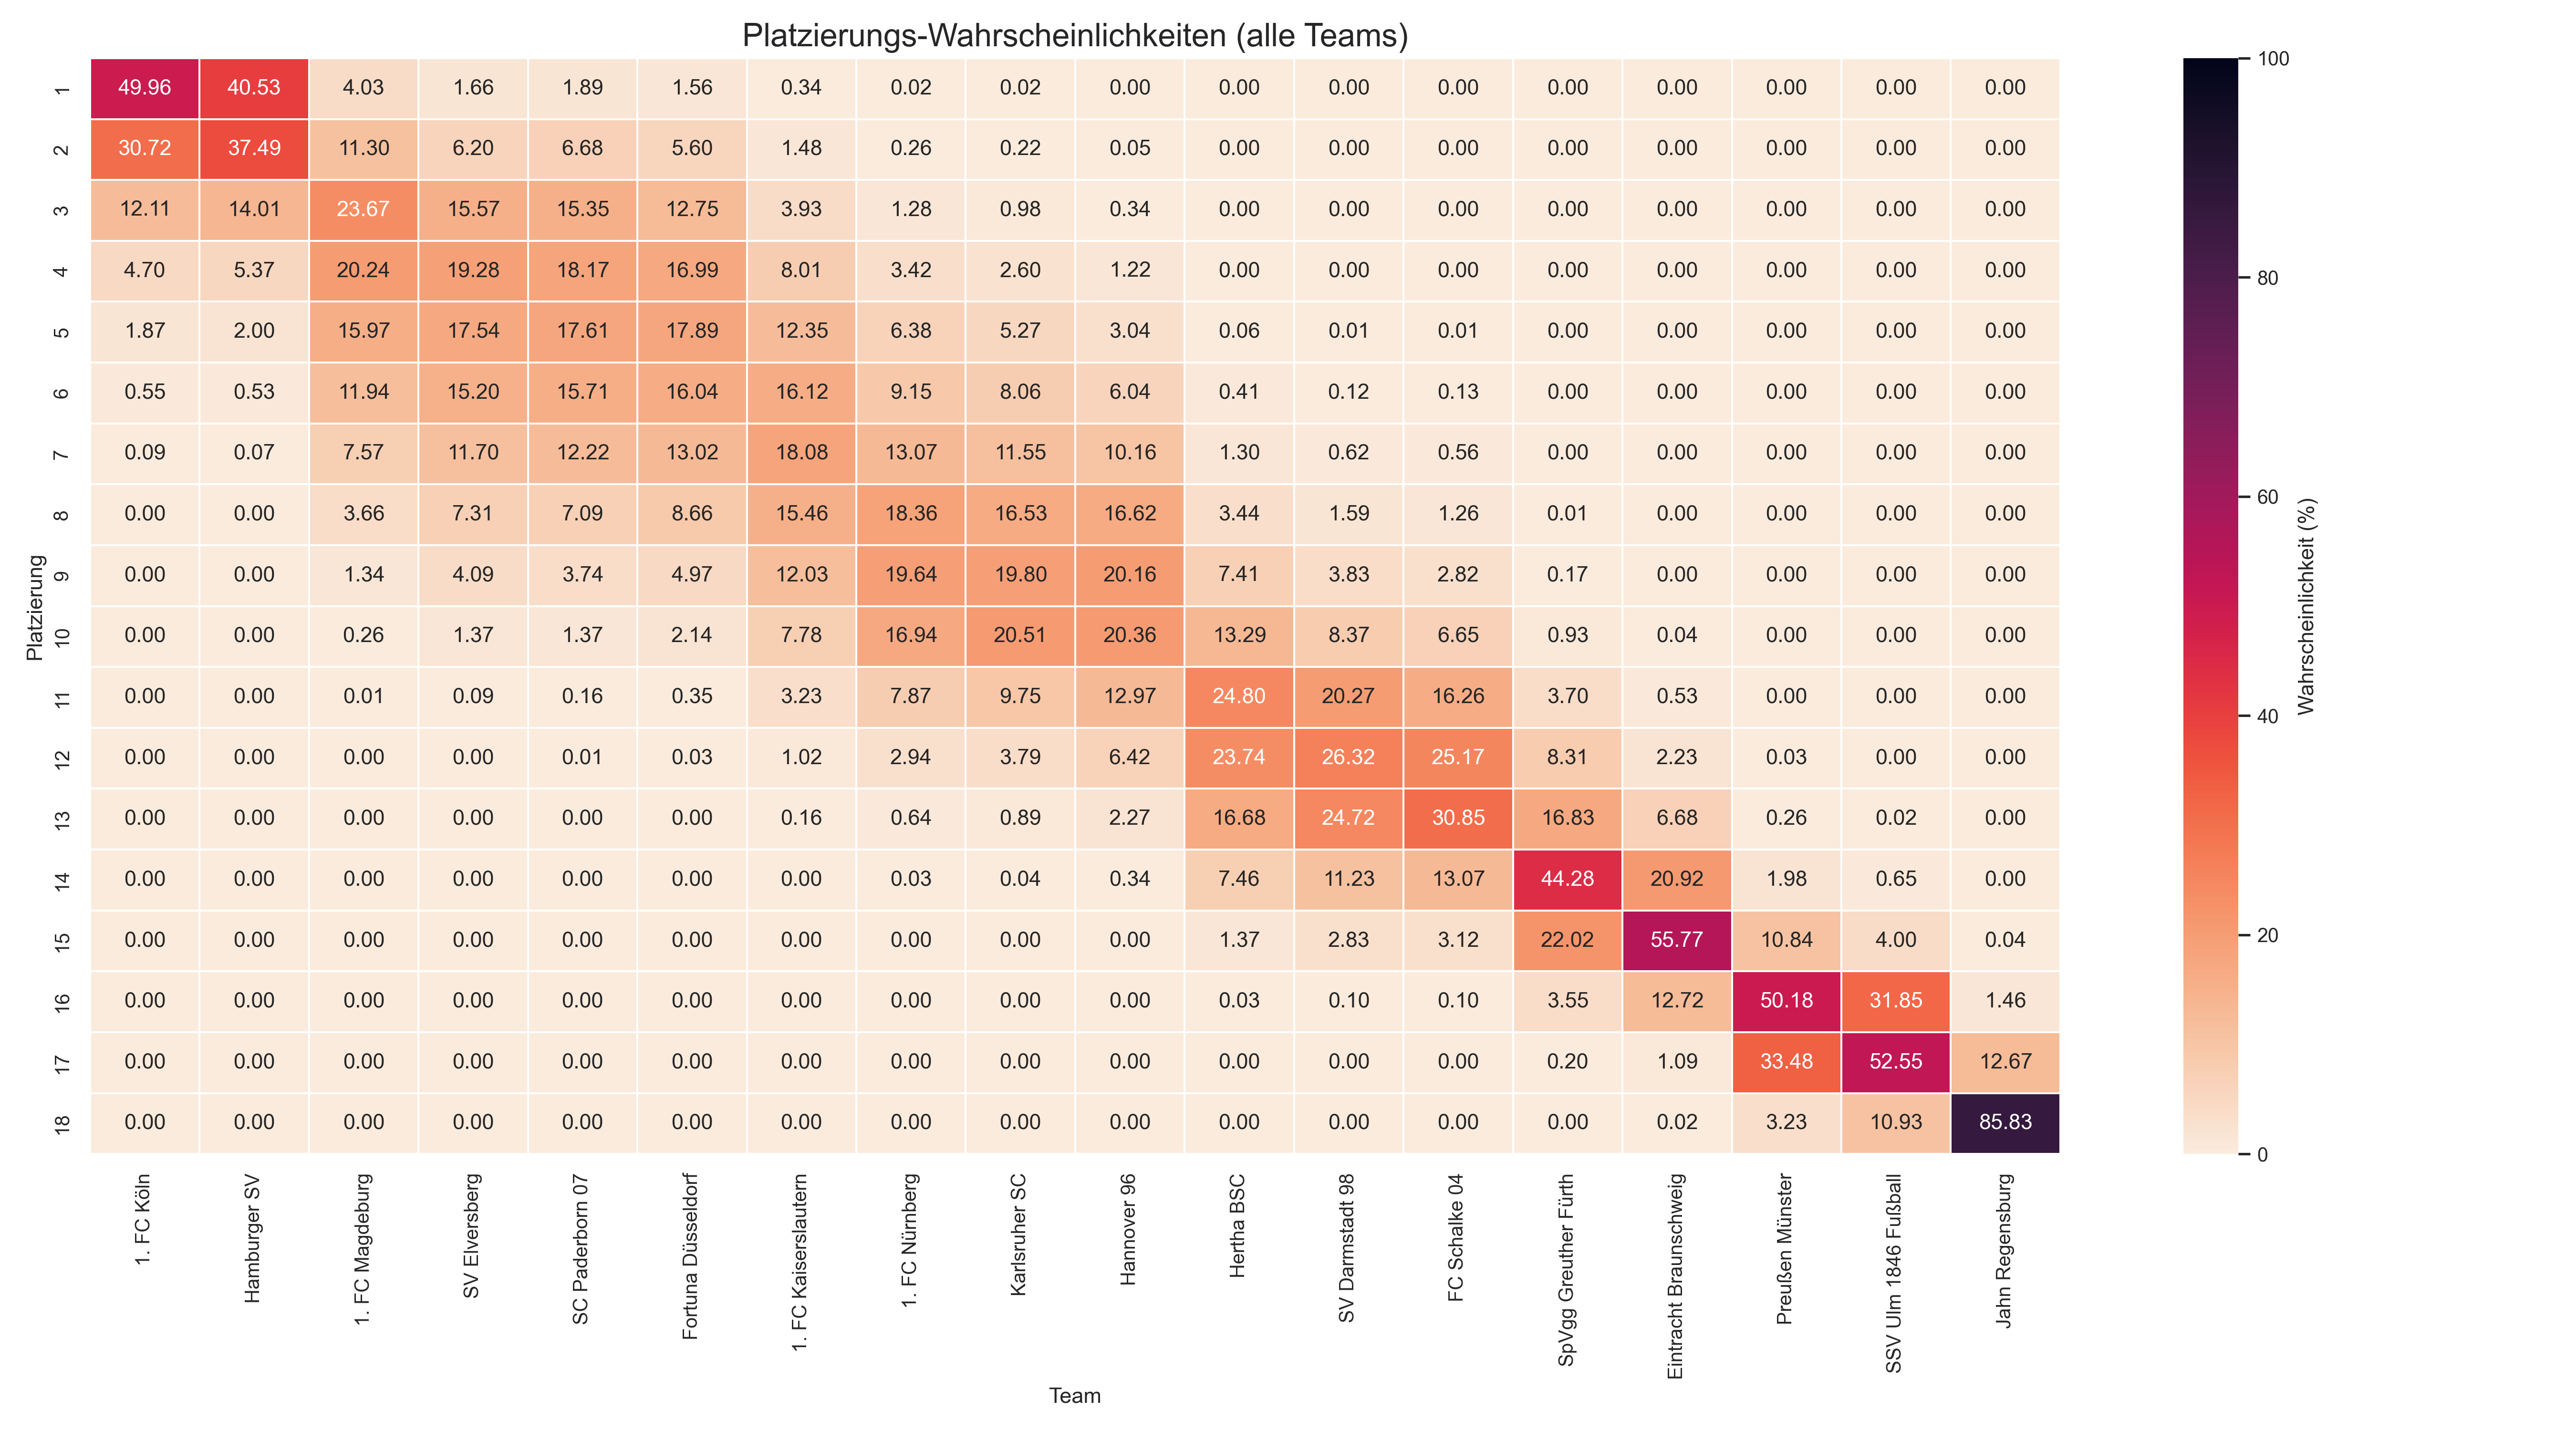 Platzierungs-Wahrscheinlichkeiten (alle Teams)
1 49.96 40.53 4.03 1.66 1.89 1.56 0.34 0.02 0.02 0.00 0.00 0.00 0.00 0.00 0.00 0.00 0.00 0.00
2 30.72 37.49 11.30 6.20 6.68 5.60 1.48 0.26 0.22 0.05 0.00 0.00 0.00 0.00 0.00 0.00 0.00 0.00
3 12.11 14.01 23.67 15.57 15.35 12.75 3.93 1.28 0.98 0.34 0.00 0.00 0.00 0.00 0.00 0.00 0.00 0.00
4 4.70 5.37 20.24 19.28 18.17 16.99 8.01 3.42 2.60 1.22 0.00 0.00 0.00 0.00 0.00 0.00 0.00 0.00
5 1.87 2.00 15.97 17.54 17.61 17.89 12.35 6.38 5.27 3.04 0.06 0.01 0.01 0.00 0.00 0.00 0.00 0.00
6 0.55 0.53 11.94 15.20 15.71 16.04 16.12 9.15 8.06 6.04 0.41 0.12 0.13 0.00 0.00 0.00 0.00 0.00
7 0.09 0.07 7.57 11.70 12.22 13.02 18.08 13.07 11.55 10.16 1.30 0.62 0.56 0.00 0.00 0.00 0.00 0.00
8 0.00 0.00 3.66 7.31 7.09 8.66 15.46 18.36 16.53 16.62 3.44 1.59 1.26 0.01 0.00 0.00 0.00 0.00
9 0.00 0.00 1.34 4.09 3.74 4.97 12.03 19.64 19.80 20.16 7.41 3.83 2.82 0.17 0.00 0.00 0.00 0.00
10 0.00 0.00 0.26 1.37 1.37 2.14 7.78 16.94 20.51 20.36 13.29 8.37 6.65 0.93 0.04 0.00 0.00 0.00
11 0.00 0.00 0.01 0.09 0.16 0.35 3.23 7.87 9.75 12.97 24.80 20.27 16.26 3.70 0.53 0.00 0.00 0.00
12 0.00 0.00 0.00 0.00 0.01 0.03 1.02 2.94 3.79 6.42 23.74 26.32 25.17 8.31 2.23 0.03 0.00 0.00
13 0.00 0.00 0.00 0.00 0.00 0.00 0.16 0.64 0.89 2.27 16.68 24.72 30.85 16.83 6.68 0.26 0.02 0.00
14 0.00 0.00 0.00 0.00 0.00 0.00 0.00 0.03 0.04 0.34 7.46 11.23 13.07 44.28 20.92 1.98 0.65 0.00
15 0.00 0.00 0.00 0.00 0.00 0.00 0.00 0.00 0.00 0.00 1.37 2.83 3.12 22.02 55.77 10.84 4.00 0.04
16 0.00 0.00 0.00 0.00 0.00 0.00 0.00 0.00 0.00 0.00 0.03 0.10 0.10 3.55 12.72 50.18 31.85 1.46
17 0.00 0.00 0.00 0.00 0.00 0.00 0.00 0.00 0.00 0.00 0.00 0.00 0.00 0.20 1.09 33.48 52.55 12.67
18 0.00 0.00 0.00 0.00 0.00 0.00 0.00 0.00 0.00 0.00 0.00 0.00 0.00 0.00 0.02 3.23 10.93 85.83
Platzierung
1. FC Köln
Hamburger SV
1. FC Magdeburg
SV Elversberg
SC Paderborn 07
Fortuna Düsseldorf
1. FC Kaiserslautern
1. FC Nürnberg
Karlsruher SC
Hannover 96
Hertha BSC
SV Darmstadt 98
FC Schalke 04
SpVgg Greuther Fürth
Eintracht Braunschweig
Preußen Münster
SSV Ulm 1846 Fußball
Jahn Regensburg
Team
100
80
60
40
20
0
Wahrscheinlichkeit (%)